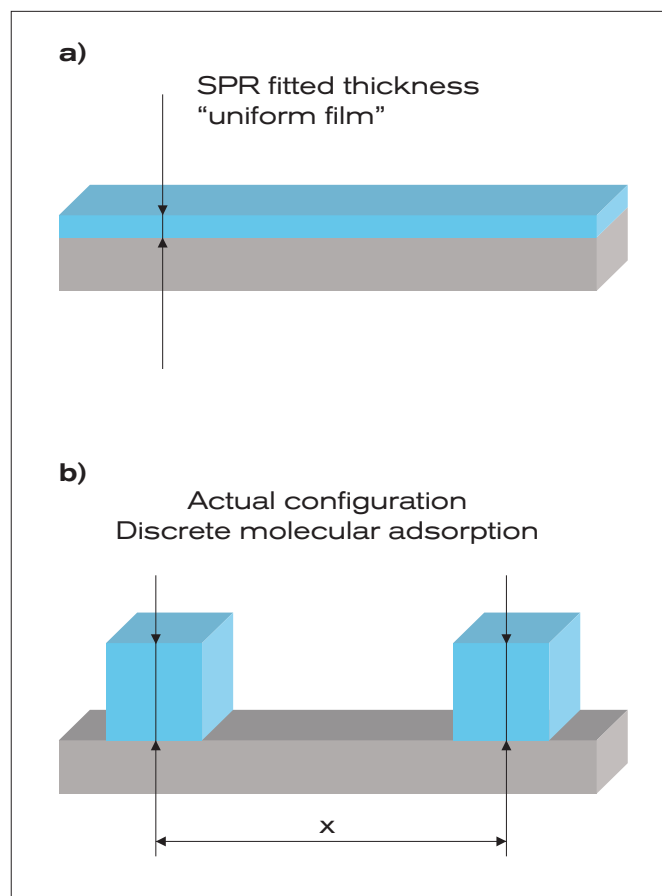 a)
SPR fitted thickness
“uniform film”
b)
Actual configuration
Discrete molecular adsorption
x